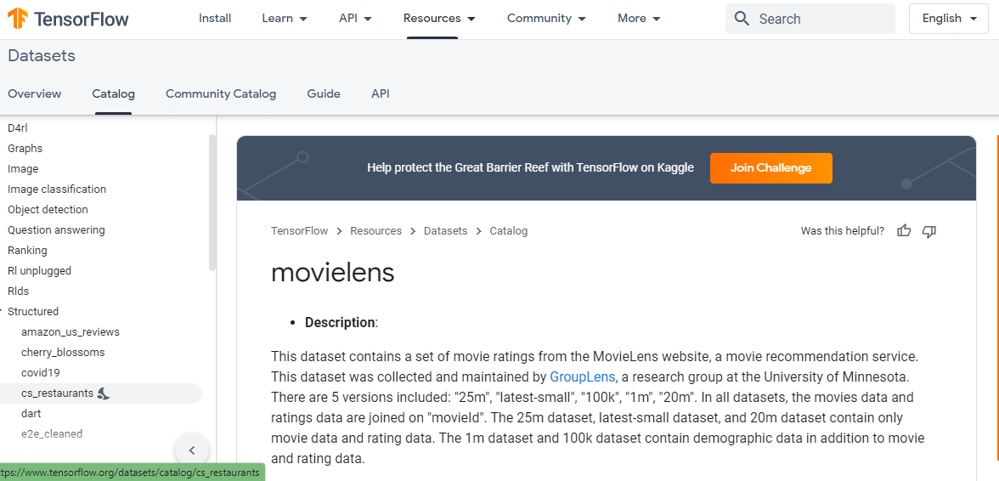 TensorFlow
Install Learn API Resources Community More
Search
English
Datasets
Overview Catalog Community Catalog Guide API
D4rl
Graphs
Image
Image classification
Object detection
Question answering
Ranking
Rl unplugged
Rlds
Structured
amazon_us_reviews
cherry_blossoms
covid19
cs_restaurants
dart
e2e_cleaned
ttps://www.tensorflow.org/datasets/catalog/cs_restaurants
Help protect the Great Barrier Reef with TensorFlow on Kaggle
Join Challenge
TensorFlow > Resources > Datasets > Catalog
Was this helpful?
movielens
• Description:
This dataset contains a set of movie ratings from the MovieLens website, a movie recommendation service.
This dataset was collected and maintained by GroupLens, a research group at the University of Minnesota.
There are 5 versions included: "25m", "latest-small", "100k", "1m", "20m". In all datasets, the movies data and
ratings data are joined on "movieId". The 25m dataset, latest-small dataset, and 20m dataset contain only
movie data and rating data. The 1m dataset and 100k dataset contain demographic data in addition to movie
and rating data.